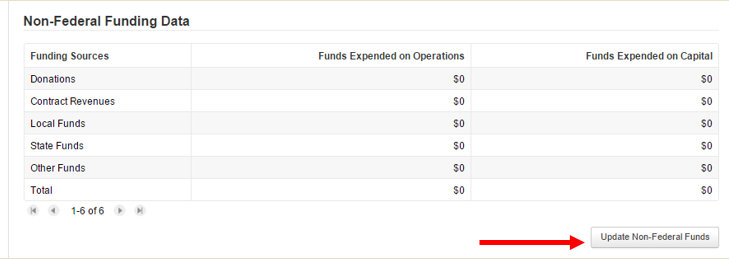 Non-Federal Funding Data
Funding Sources Funds Expended on Operations Funds Expended on Capital
Donations $0 $0
Contract Revenues $0 $0
Local Funds $0 $0
State Funds $0 $0
Other Funds $0 $0
Total $0 $0
1-6 of 6
Update Non-Federal Funds